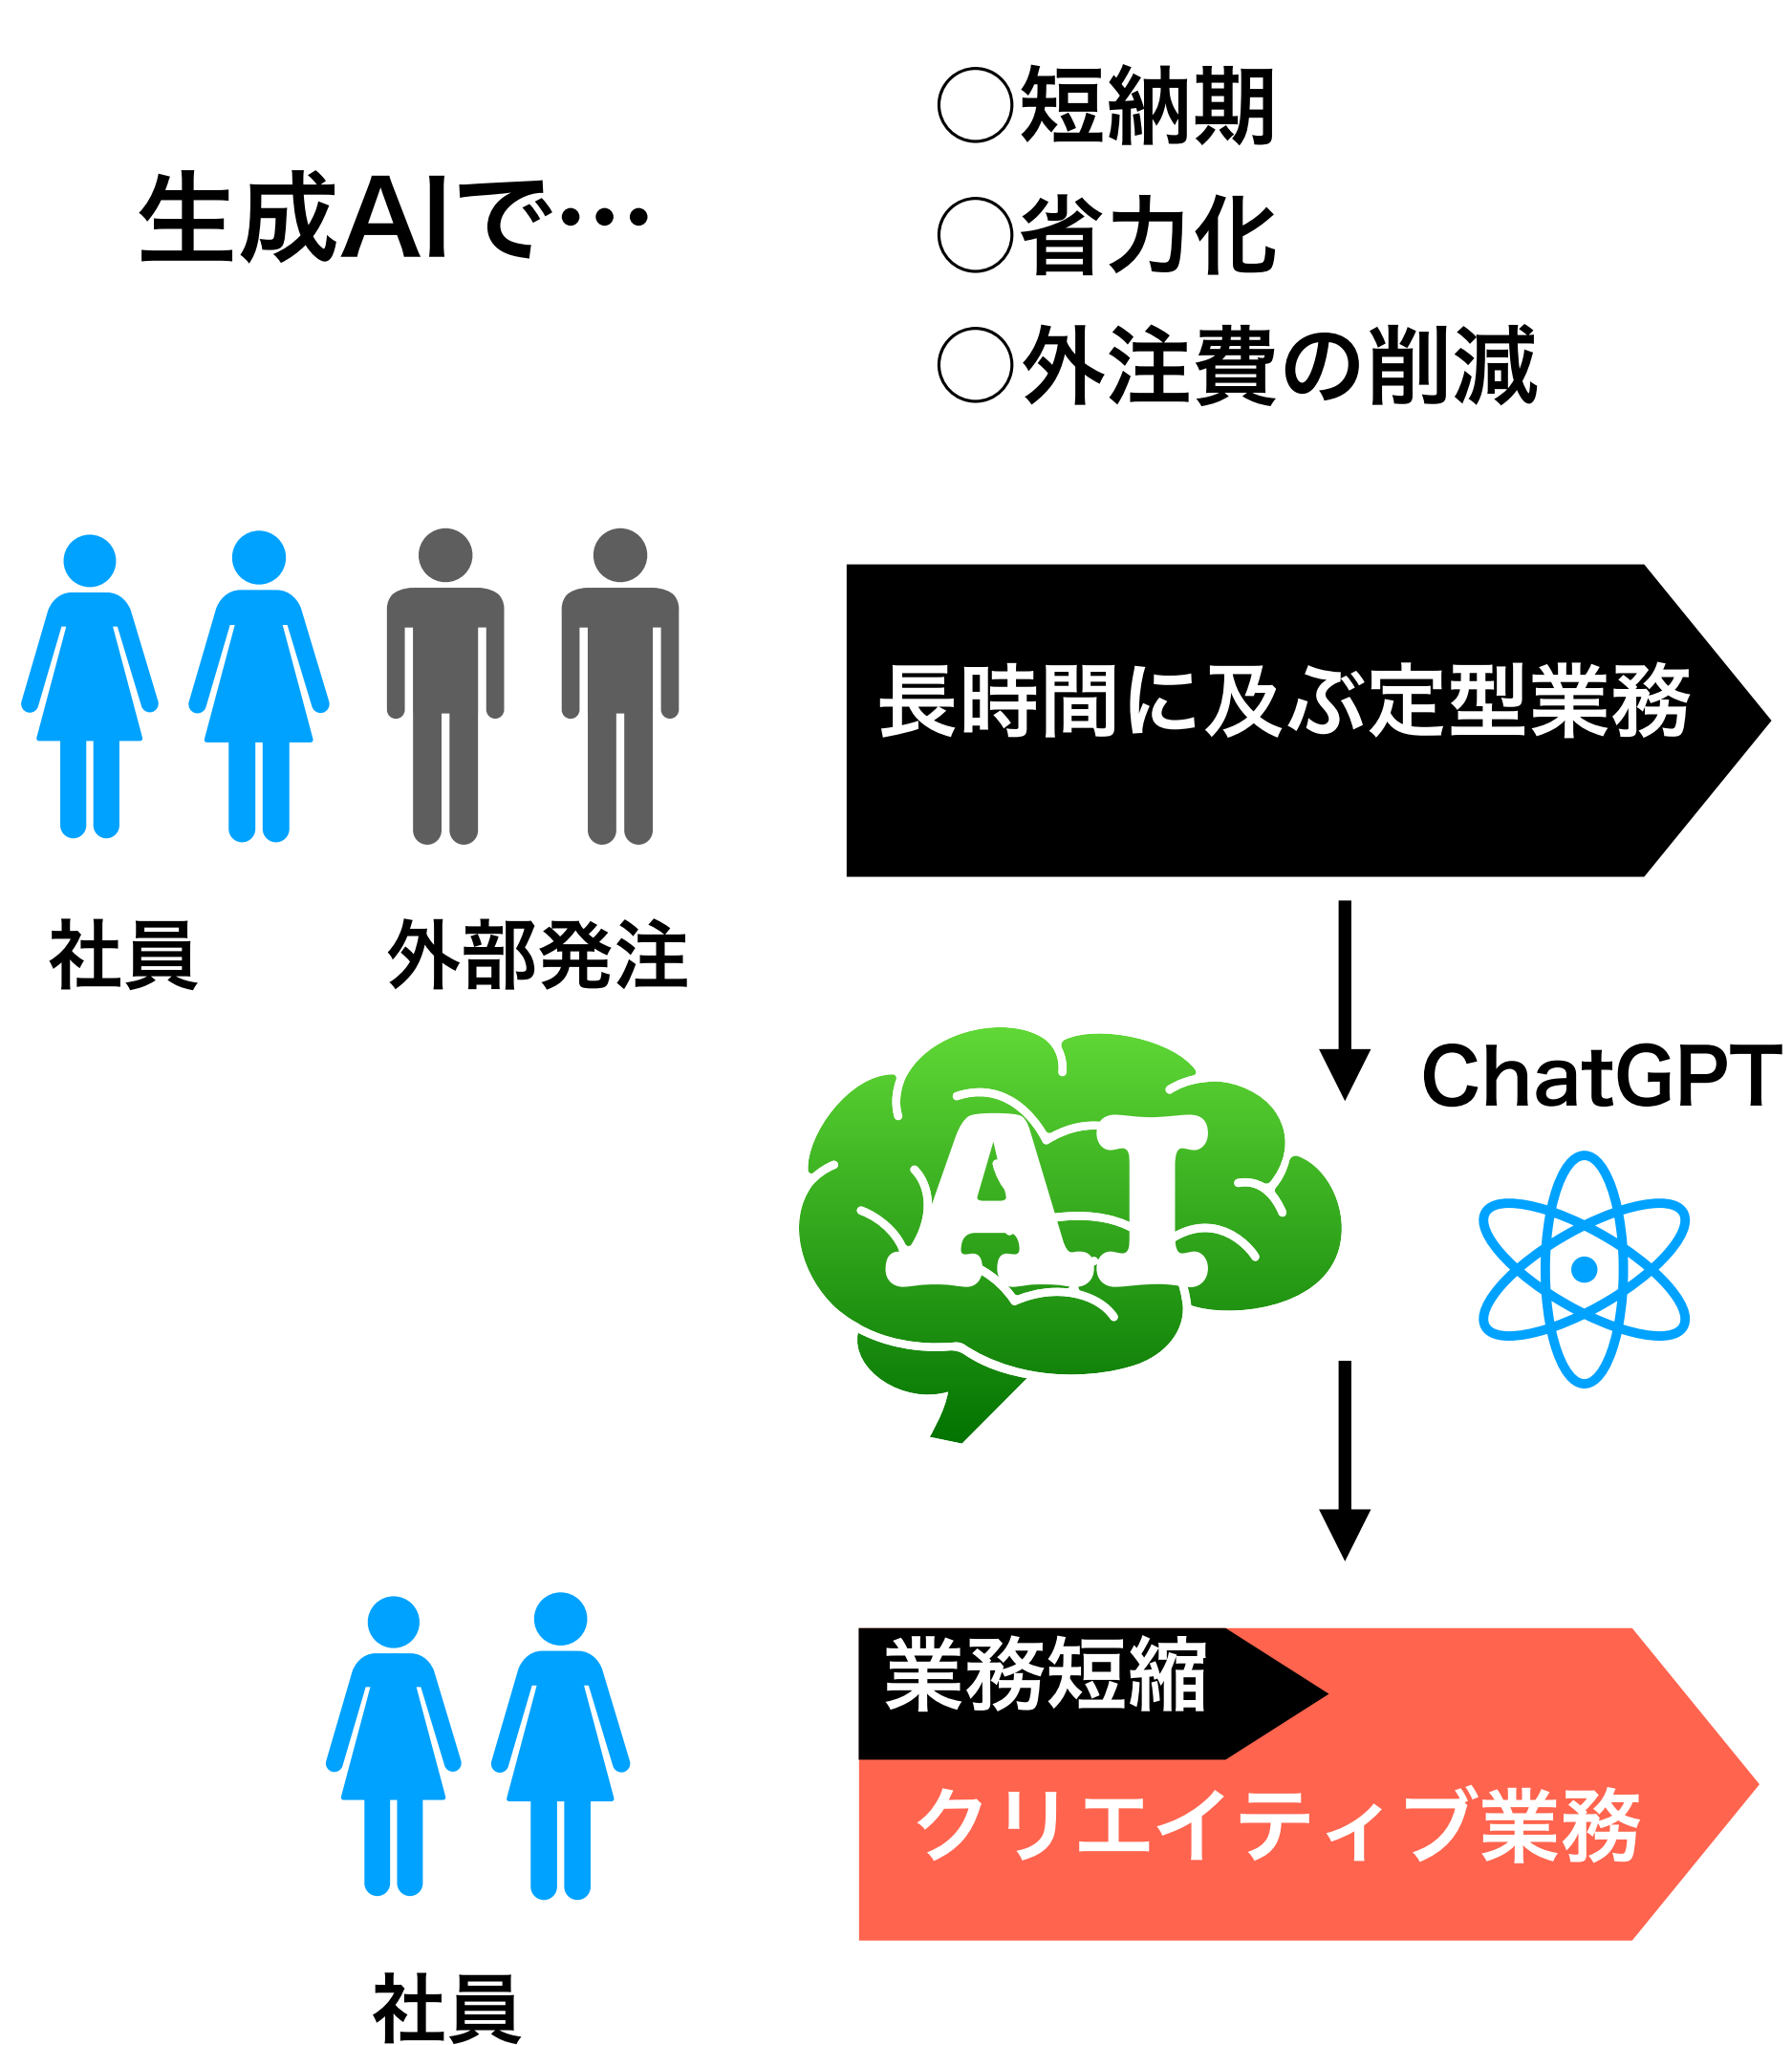 生成AIで…
◯短納期
◯省力化
◯外注費の削減
長時間に及ぶ定型業務
社員
外部発注
ChatGPT
AI
業務短縮
クリエイティブ業務
社員